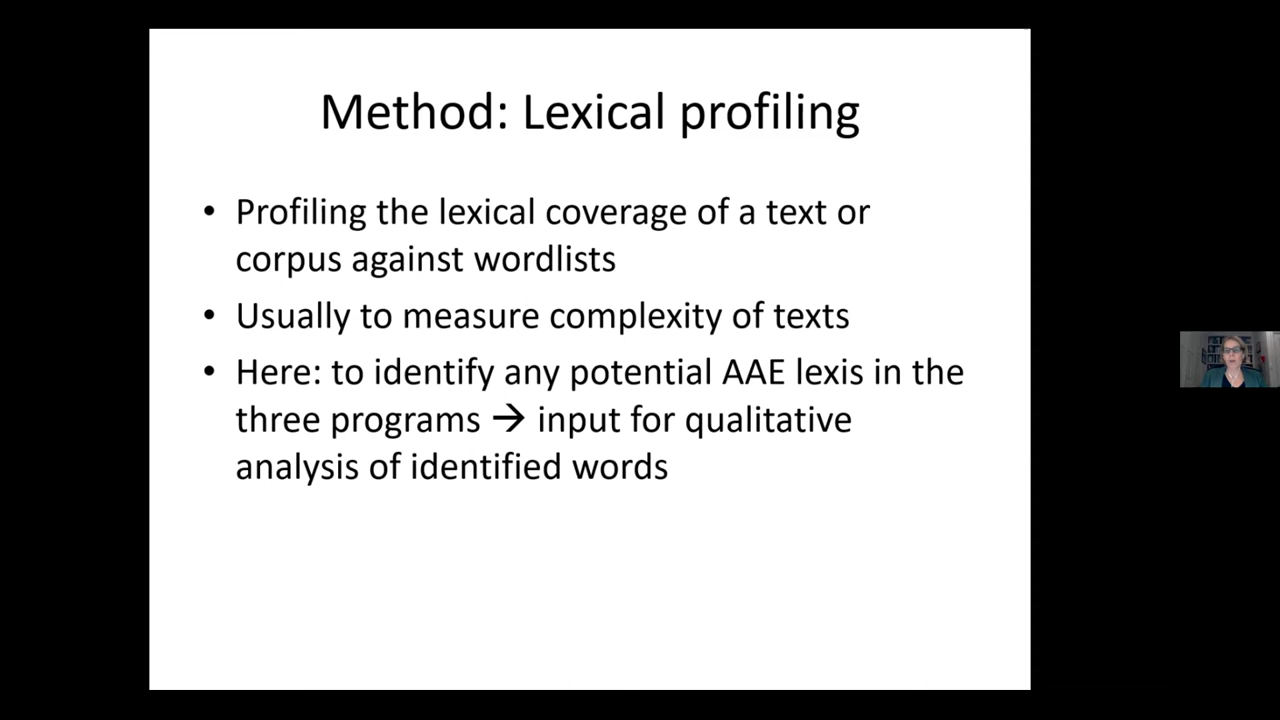 Method: Lexical profiling
• Profiling the lexical coverage of a text or
corpus against wordlists
• Usually to measure complexity of texts
• Here: to identify any potential AAE lexis in the
three programs → input for qualitative
analysis of identified words